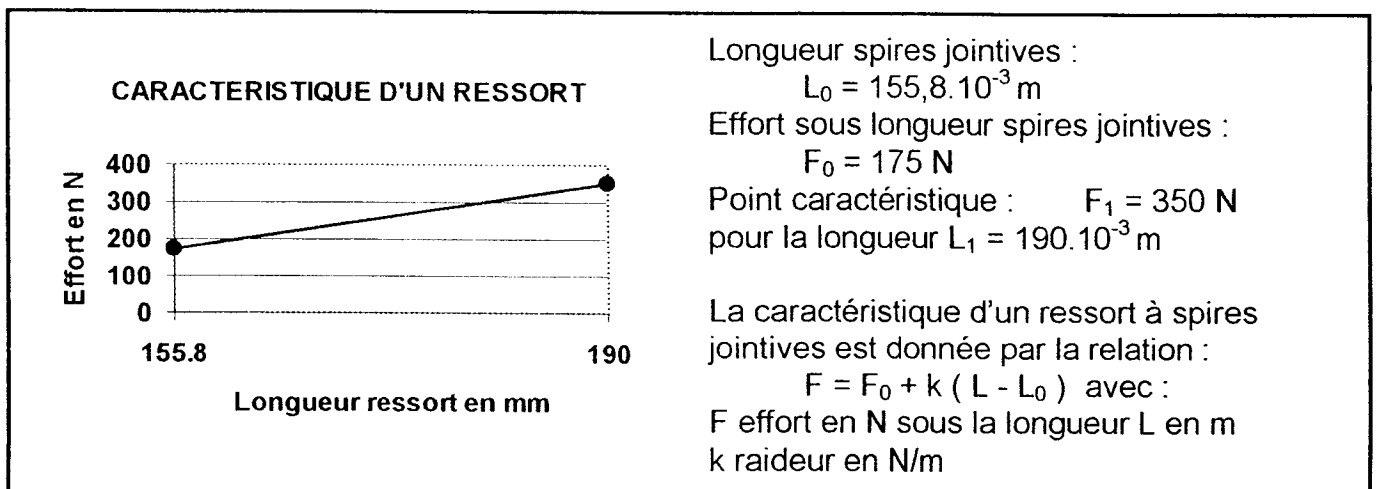 CARACTERISTIQUE D'UN RESSORT
Effort en N
400
300
200
100
0
155.8
190
Longueur ressort en mm
Longueur spires jointives :
L₀ = 155,8.10⁻³ m
Effort sous longueur spires jointives :
F₀ = 175 N
Point caractéristique : F₁ = 350 N
pour la longueur L₁ = 190.10⁻³ m
La caractéristique d'un ressort à spires
jointives est donnée par la relation :
F = F₀ + k ( L - L₀ ) avec :
F effort en N sous la longueur L en m
k raideur en N/m